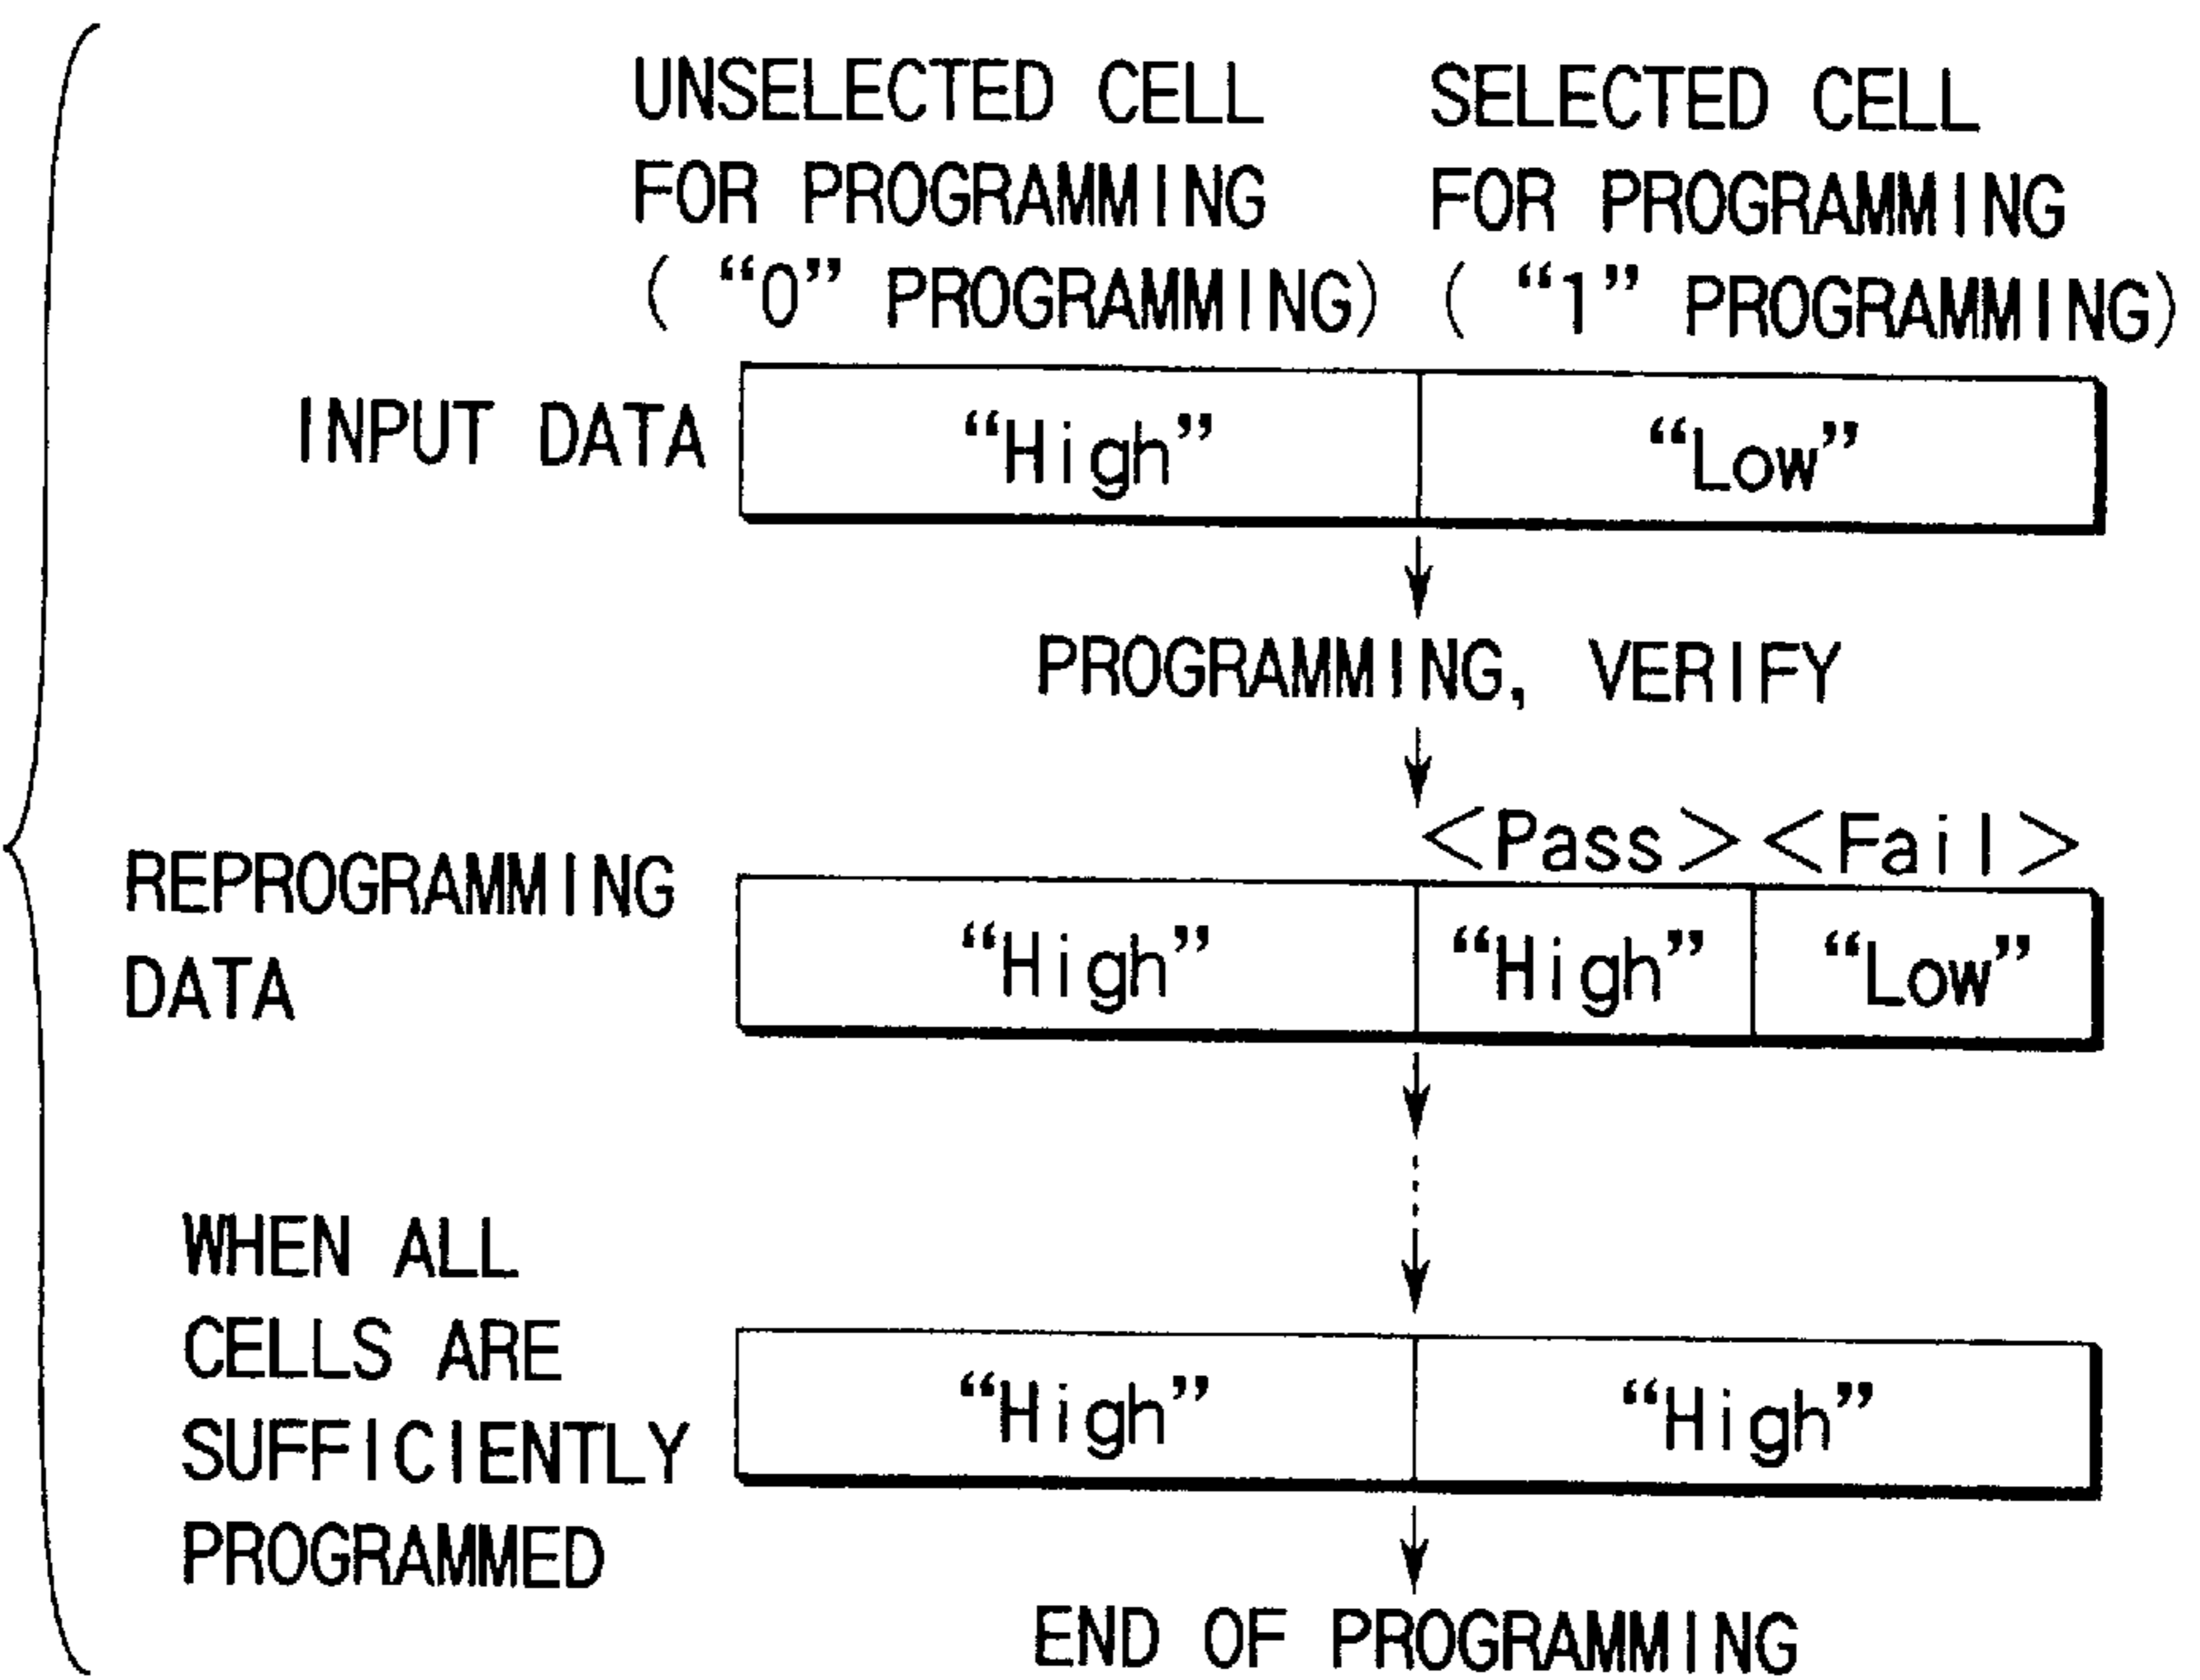 UNSELECTED CELL
FOR PROGRAMMING
( “0” PROGRAMMING)
SELECTED CELL
FOR PROGRAMMING
( “1” PROGRAMMING)
INPUT DATA
“High”
“Low”
PROGRAMMING, VERIFY
<Pass>
<Fail>
REPROGRAMMING
DATA
“High”
“High”
“Low”
WHEN ALL
CELLS ARE
SUFFICIENTLY
PROGRAMMED
“High”
“High”
END OF PROGRAMMING